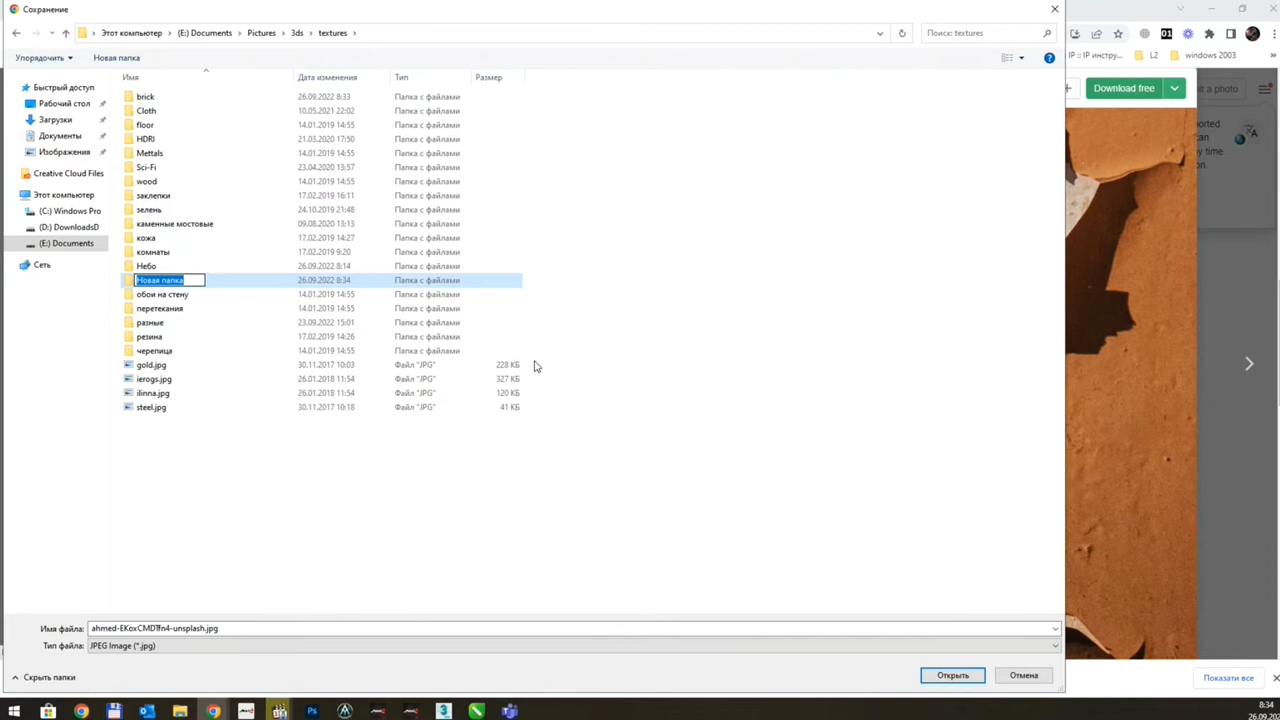 Сохранение
Этот компьютер > (E:) Documents > Pictures > 3ds > textures >
Поиск: textures
Упорядочить
Новая папка
Имя
Дата изменения
Тип
Размер
Быстрый доступ
Рабочий стол
Загрузки
Документы
Изображения
Creative Cloud Files
Этот компьютер
(C:) Windows Pro
(D:) DownloadsD
(E:) Documents
Сеть
brick 26.09.2022 8:33 Папка с файлами
Cloth 10.05.2021 22:02 Папка с файлами
floor 14.01.2019 14:55 Папка с файлами
HDRI 21.03.2020 17:50 Папка с файлами
Mettals 14.01.2019 14:55 Папка с файлами
Sci-Fi 23.04.2020 13:57 Папка с файлами
wood 14.01.2019 14:55 Папка с файлами
заклепки 17.02.2019 16:11 Папка с файлами
зелень 24.10.2019 21:48 Папка с файлами
каменные мостовые 09.08.2020 13:13 Папка с файлами
кожа 17.02.2019 14:27 Папка с файлами
комнаты 17.02.2019 9:20 Папка с файлами
Небо 26.09.2022 8:14 Папка с файлами
Новая папка 26.09.2022 8:34 Папка с файлами
обои на стену 14.01.2019 14:55 Папка с файлами
перетекания 14.01.2019 14:55 Папка с файлами
разные 23.09.2022 15:01 Папка с файлами
резина 17.02.2019 14:26 Папка с файлами
черепица 14.01.2019 14:55 Папка с файлами
gold.jpg 30.11.2017 10:03 Файл "JPG" 228 КБ
ierogs.jpg 26.01.2018 11:54 Файл "JPG" 327 КБ
ilinna.jpg 26.01.2018 11:54 Файл "JPG" 120 КБ
steel.jpg 30.11.2017 10:18 Файл "JPG" 41 КБ
Имя файла:
Тип файла: JPEG Image (*.jpg)
Скрыть папки
Открыть
Отмена
01
IP :: IP инстру...
L2
windows 2003
Download free
it a photo
ported
can
by time
on.
Показати все
8:34